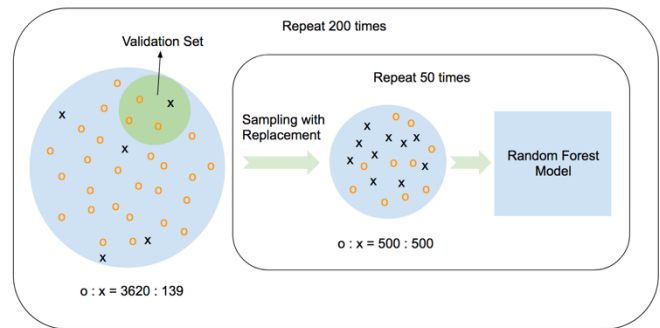 Repeat 200 times
Validation Set
Repeat 50 times
Sampling with
Replacement
Random Forest
Model
o : x = 3620 : 139
o : x = 500 : 500